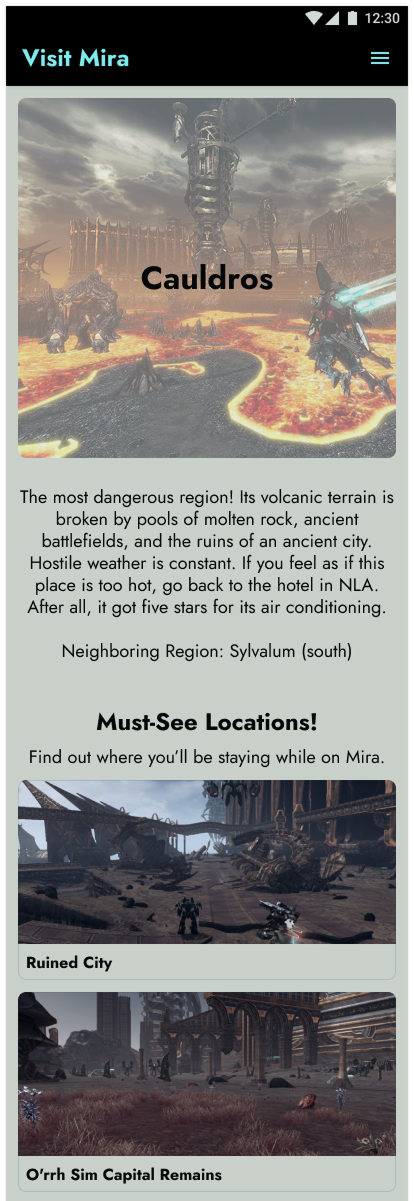 12:30
Visit Mira
Cauldros
The most dangerous region! Its volcanic terrain is
broken by pools of molten rock, ancient
battlefields, and the ruins of an ancient city.
Hostile weather is constant. If you feel as if this
place is too hot, go back to the hotel in NLA.
After all, it got five stars for its air conditioning.
Neighboring Region: Sylvalum (south)
Must-See Locations!
Find out where you’ll be staying while on Mira.
Ruined City
O'rrh Sim Capital Remains